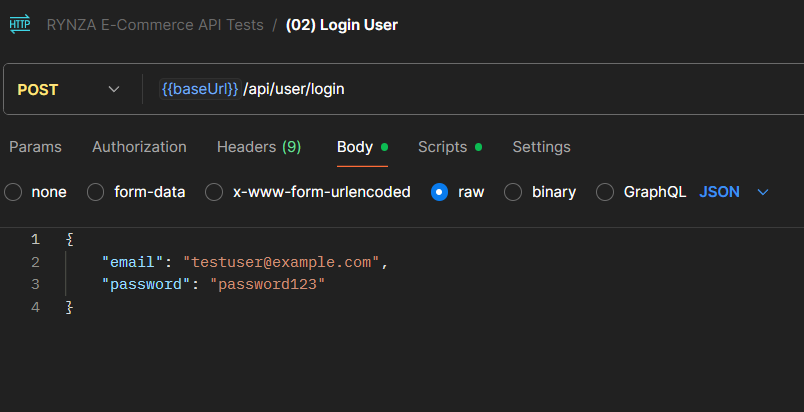 HTTP RYNZA E-Commerce API Tests / (02) Login User
POST {{baseUrl}} /api/user/login
Params Authorization Headers (9) Body Scripts Settings
none form-data x-www-form-urlencoded raw binary GraphQL JSON
1 {
2 "email": "testuser@example.com",
3 "password": "password123"
4 }